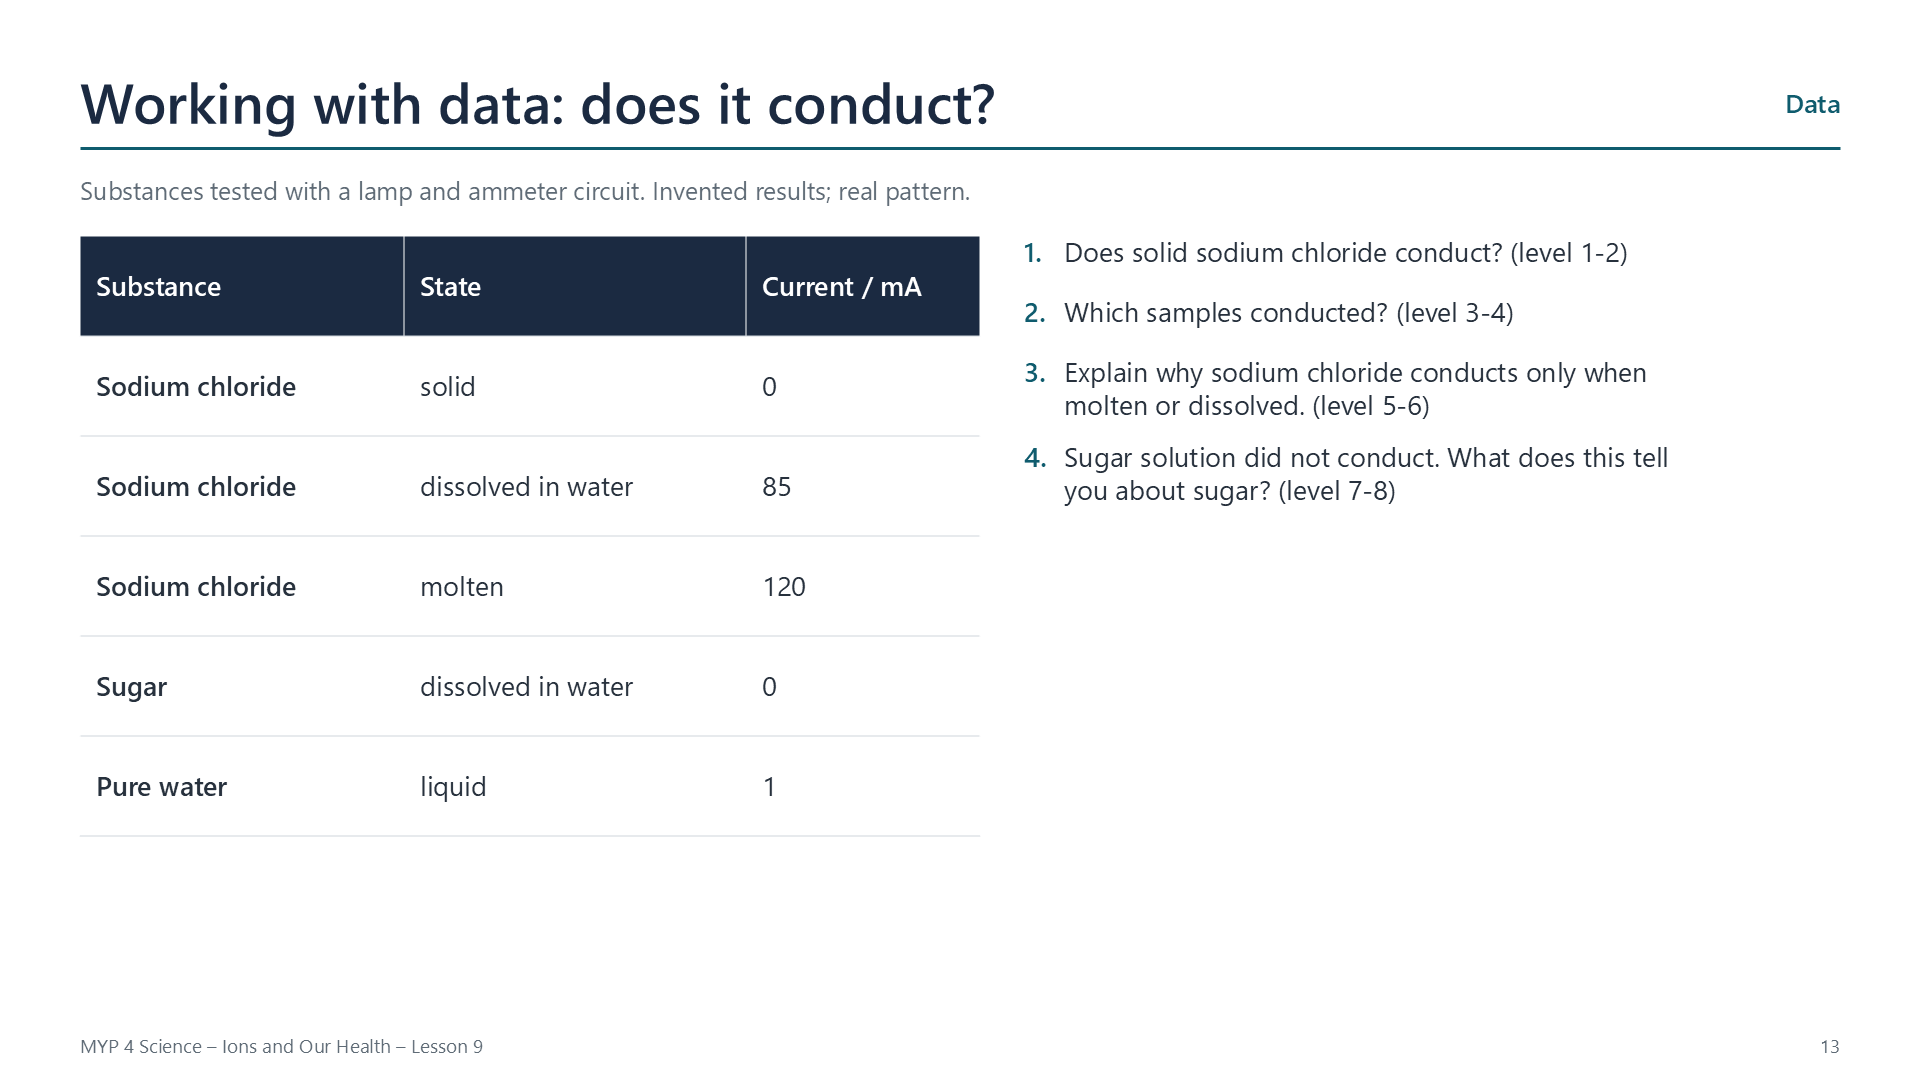 Working with data: does it conduct?
Data
Substances tested with a lamp and ammeter circuit. Invented results; real pattern.
Substance State Current / mA
Sodium chloride solid 0
Sodium chloride dissolved in water 85
Sodium chloride molten 120
Sugar dissolved in water 0
Pure water liquid 1
1. Does solid sodium chloride conduct? (level 1-2)
2. Which samples conducted? (level 3-4)
3. Explain why sodium chloride conducts only when
molten or dissolved. (level 5-6)
4. Sugar solution did not conduct. What does this tell
you about sugar? (level 7-8)
MYP 4 Science – Ions and Our Health – Lesson 9
13